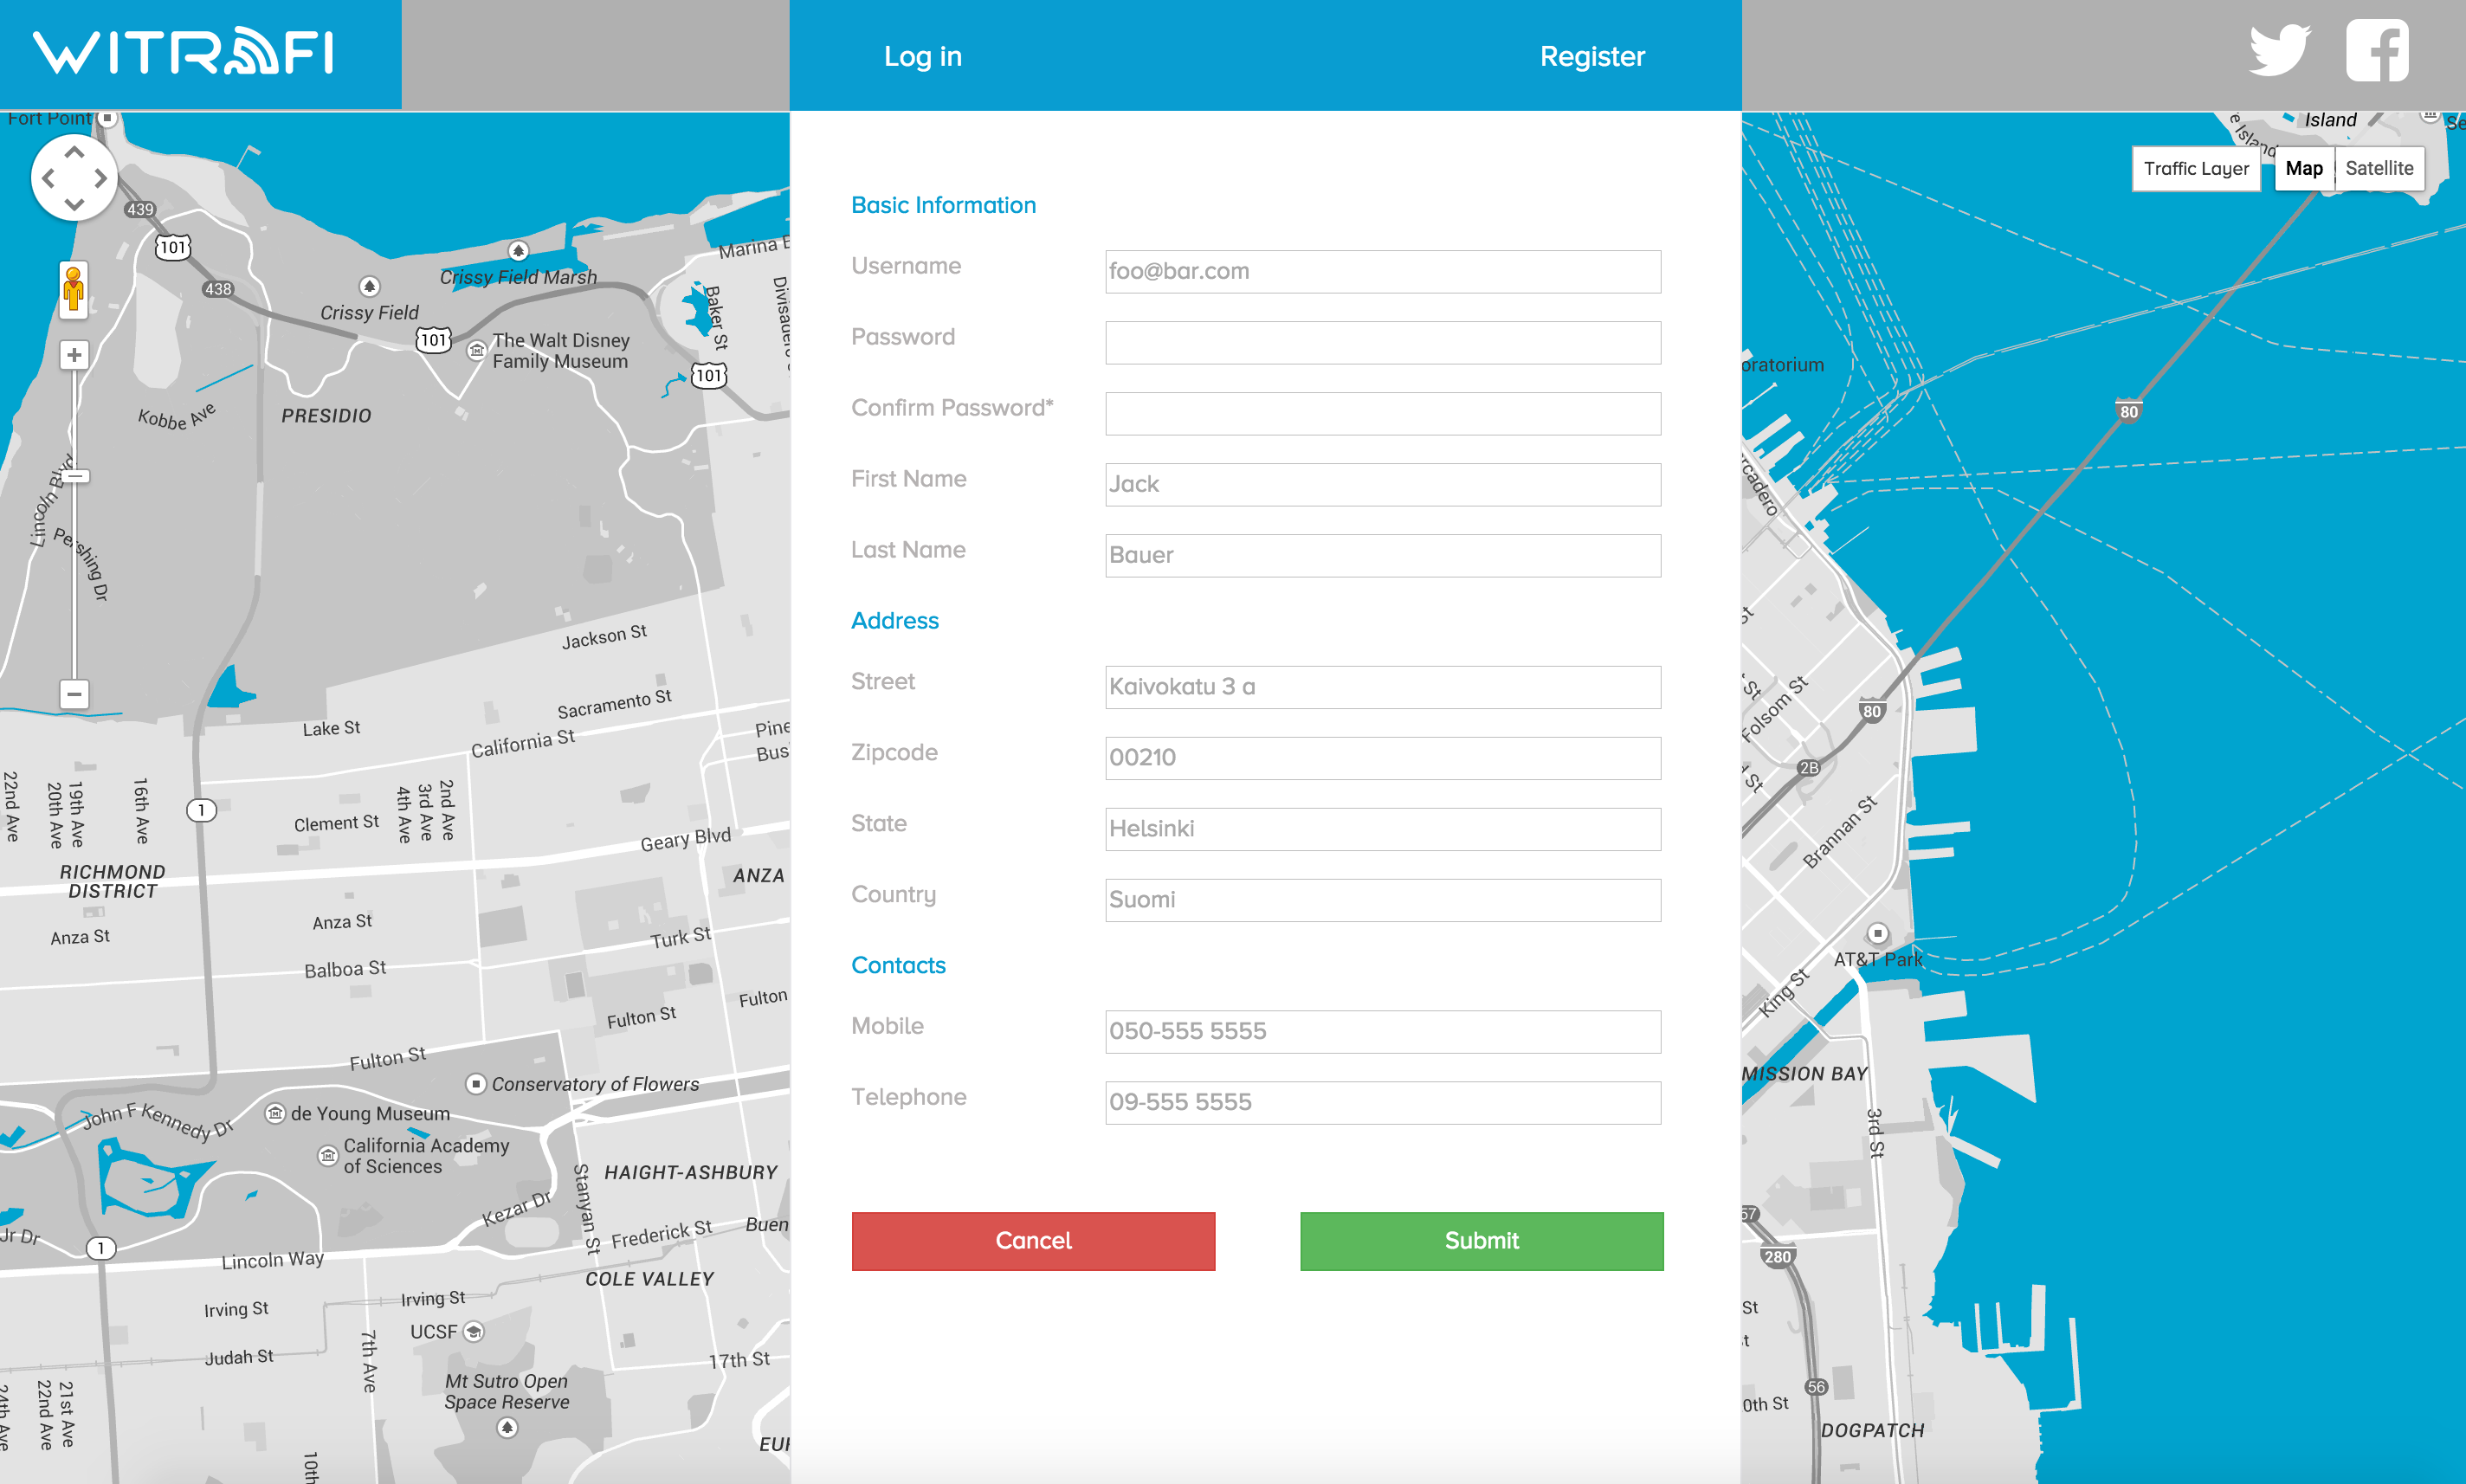 WITRAFI
Log in
Register
Fort Point
439
101
438
Crissy Field
Crissy Field Marsh
101
The Walt Disney
Family Museum
Marina
Baker St
101
Kobbe Ave
PRESIDIO
Lincoln Blvd
Pershing Dr
Jackson St
Sacramento St
Lake St
California St
Pine
22nd Ave
20th Ave
19th Ave
16th Ave
1
4th Ave
3rd Ave
2nd Ave
Clement St
Geary Blvd
RICHMOND
DISTRICT
ANZA
Anza St
Anza St
Turk St
Balboa St
Fulton
Fulton St
Fulton St
Conservatory of Flowers
John F Kennedy Dr
de Young Museum
California Academy
of Sciences
HAIGHT-ASHBURY
Stanyan St
Kezar Dr
Jr Dr
1
Lincoln Way
Frederick St
Buen
COLE VALLEY
Irving St
Irving St
UCSF
Judah St
7th Ave
17th St
Mt Sutro Open
Space Reserve
24th Ave
22nd Ave
21st Ave
10th
Basic Information
Username
foo@bar.com
Password
Confirm Password*
First Name
Jack
Last Name
Bauer
Address
Street
Kaivokatu 3 a
Zipcode
00210
State
Helsinki
Country
Suomi
Contacts
Mobile
050-555 5555
Telephone
09-555 5555
Cancel
Submit
Island
e Island
Se
Traffic Layer
Map
Satellite
oratorium
rcadero
80
St
St
Folsom St
80
2B
St
Brannan St
AT&T Park
King St
MISSION BAY
3rd St
57
280
St
t
56
0th St
DOGPATCH